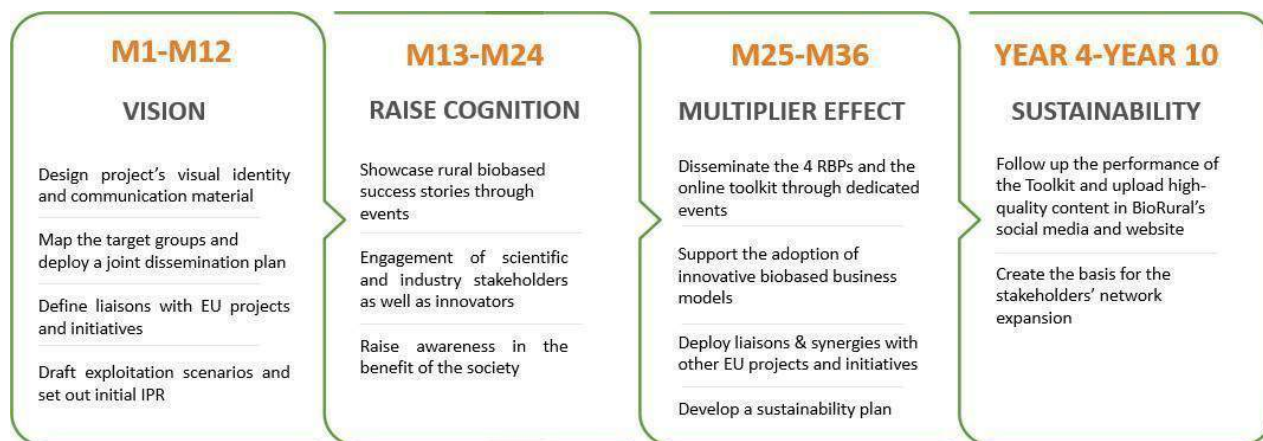 M1-M12
VISION
Design project's visual identity
and communication material
Map the target groups and
deploy a joint dissemination plan
Define liaisons with EU projects
and initiatives
Draft exploitation scenarios and
set out initial IPR
M13-M24
RAISE COGNITION
Showcase rural biobased
success stories through
events
Engagement of scientific
and industry stakeholders
as well as innovators
Raise awareness in the
benefit of the society
M25-M36
MULTIPLIER EFFECT
Disseminate the 4 RBPs and the
online toolkit through dedicated
events
Support the adoption of
innovative biobased business
models
Deploy liaisons & synergies with
other EU projects and initiatives
Develop a sustainability plan
YEAR 4-YEAR 10
SUSTAINABILITY
Follow up the performance of
the Toolkit and upload high-
quality content in BioRural's
social media and website
Create the basis for the
stakeholders' network
expansion